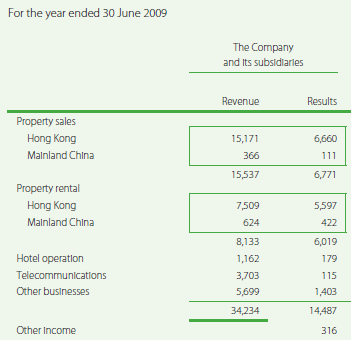 For the year ended 30 June 2009
The Company
and its subsidiaries
Revenue Results
Property sales
Hong Kong 15,171 6,660
Mainland China 366 111
15,537 6,771
Property rental
Hong Kong 7,509 5,597
Mainland China 624 422
8,133 6,019
Hotel operation 1,162 179
Telecommunications 3,703 115
Other businesses 5,699 1,403
34,234 14,487
Other income 316